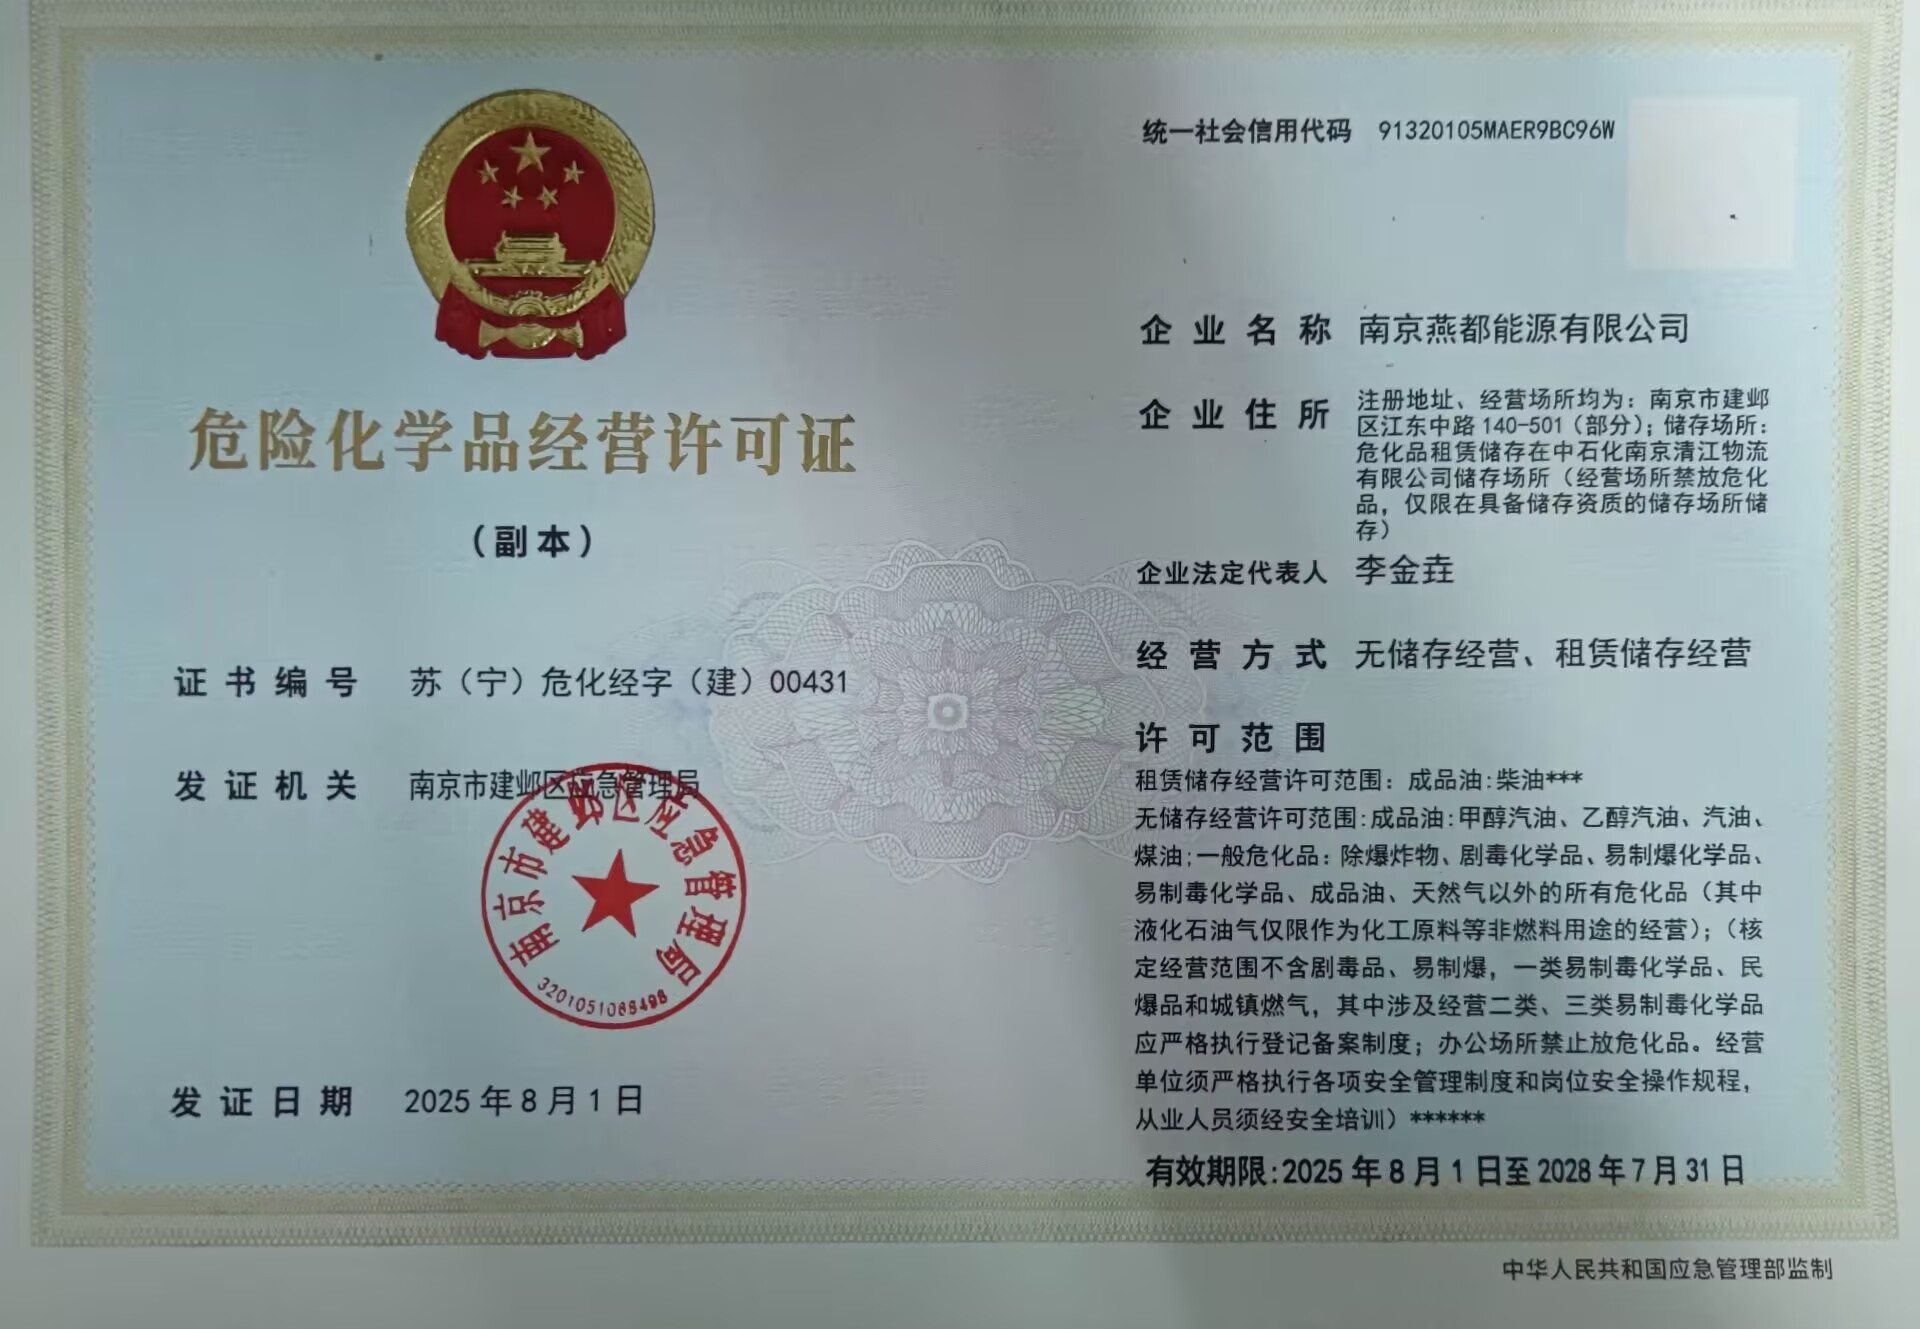 危险化学品经营许可证
（副本）
证书编号 苏（宁）危化经字（建）00431
发证机关 南京市建邺区应急管理局
南京市建邺区应急管理局
发证日期 2025年8月1日
统一社会信用代码 91320105MAER9BC96W
企业名称 南京燕都能源有限公司
企业住所 注册地址、经营场所均为：南京市建邺
区江东中路140-501（部分）；储存场所：
危化品租赁储存在中石化南京清江物流
有限公司储存场所（经营场所禁放危化
品，仅限在具备储存资质的储存场所储
存）
企业法定代表人 李金垚
经营方式 无储存经营、租赁储存经营
许可范围
租赁储存经营许可范围：成品油:柴油***
无储存经营许可范围:成品油:甲醇汽油、乙醇汽油、汽油、
煤油;一般危化品：除爆炸物、剧毒化学品、易制爆化学品、
易制毒化学品、成品油、天然气以外的所有危化品（其中
液化石油气仅限作为化工原料等非燃料用途的经营）；（核
定经营范围不含剧毒品、易制爆，一类易制毒化学品、民
爆品和城镇燃气，其中涉及经营二类、三类易制毒化学品
应严格执行登记备案制度；办公场所禁止放危化品。经营
单位须严格执行各项安全管理制度和岗位安全操作规程，
从业人员须经安全培训）******
有效期限:2025年8月1日至2028年7月31日
中华人民共和国应急管理部监制